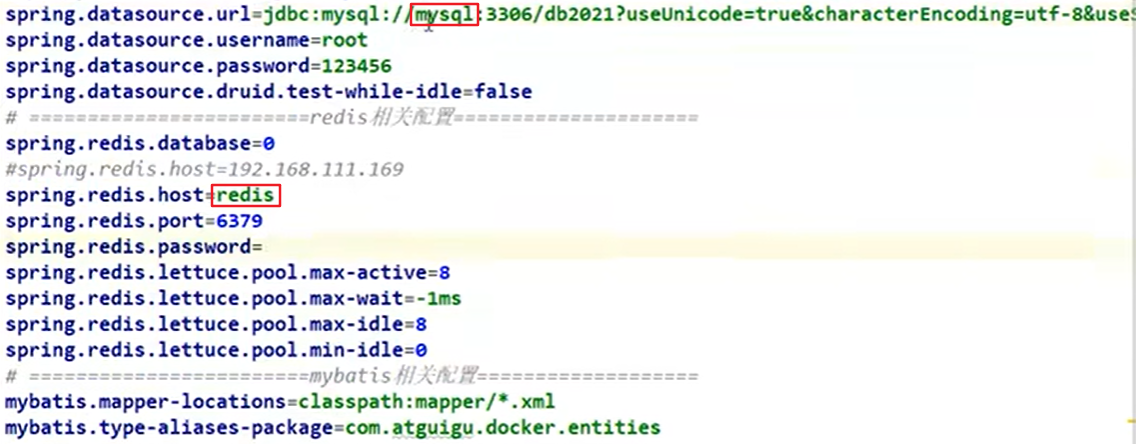 spring.datasource.url=jdbc:mysql://mysql:3306/db2021?useUnicode=true&characterEncoding=utf-8&useS
spring.datasource.username=root
spring.datasource.password=123456
spring.datasource.druid.test-while-idle=false
# ========================redis相关配置=====================
spring.redis.database=0
#spring.redis.host=192.168.111.169
spring.redis.host=redis
spring.redis.port=6379
spring.redis.password=
spring.redis.lettuce.pool.max-active=8
spring.redis.lettuce.pool.max-wait=-1ms
spring.redis.lettuce.pool.max-idle=8
spring.redis.lettuce.pool.min-idle=0
# ========================mybatis相关配置===================
mybatis.mapper-locations=classpath:mapper/*.xml
mybatis.type-aliases-package=com.atguigu.docker.entities